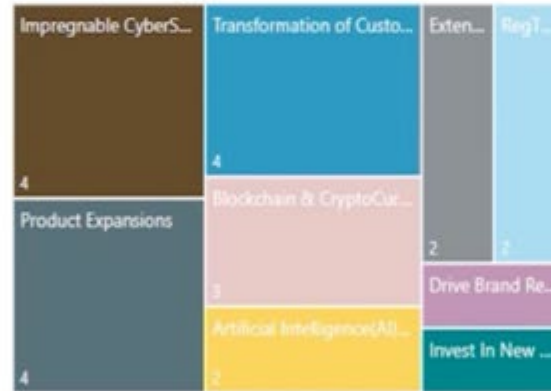 Impregnable CyberS...
4
Product Expansions
4
Transformation of Custo...
4
Blockchain & CryptoCur...
3
Artificial Intelligence(AI)...
2
Exten...
2
RegT...
2
Drive Brand Re...
Invest In New ...